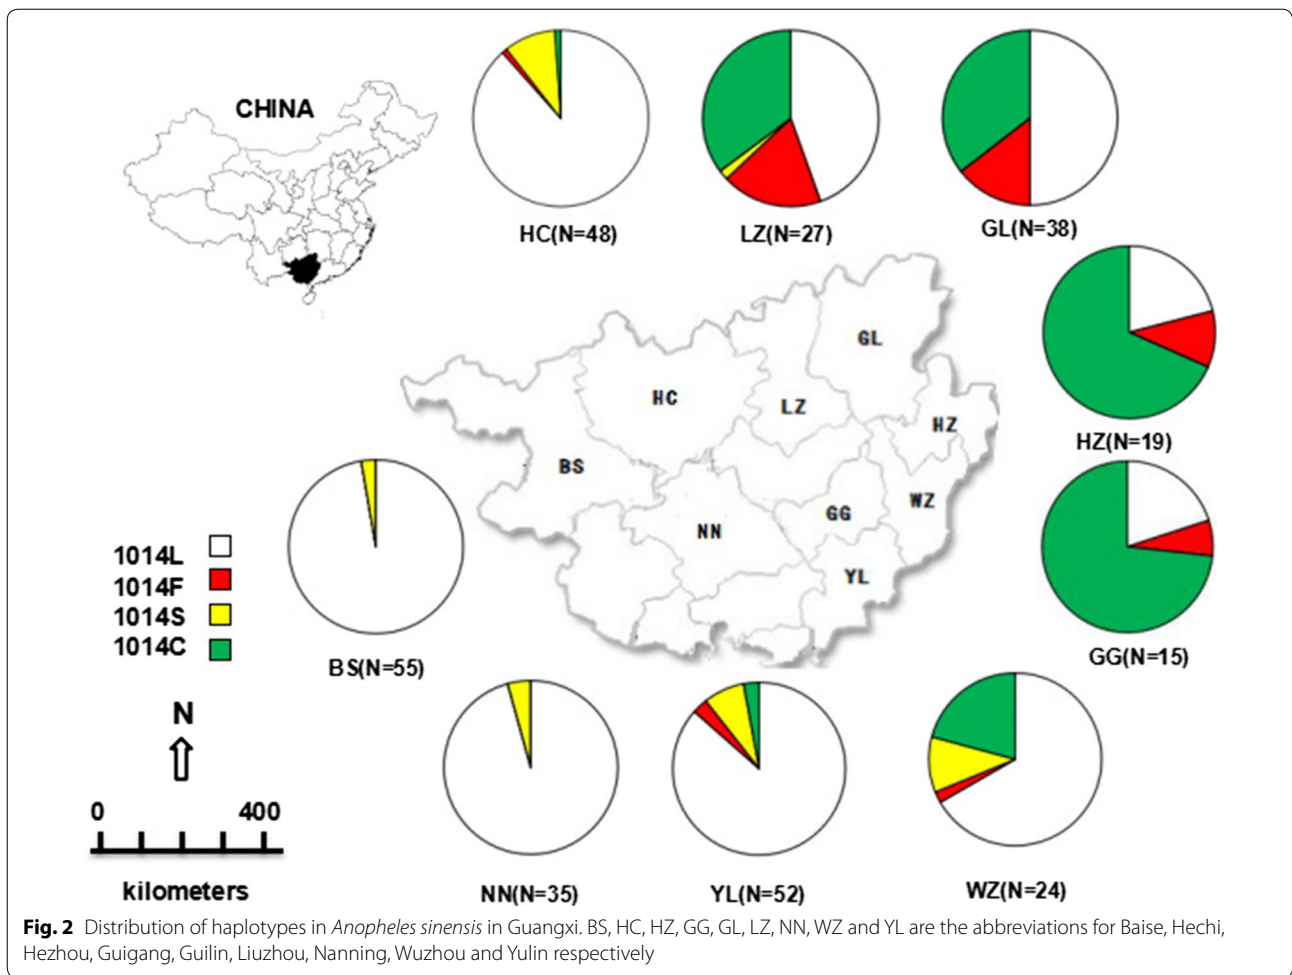 CHINA
HC(N=48)
LZ(N=27)
GL(N=38)
HZ(N=19)
GL
HC
LZ
HZ
BS
WZ
GG
NN
YL
1014L
1014F
1014S
1014C
BS(N=55)
GG(N=15)
N
0 400
kilometers
NN(N=35)
YL(N=52)
WZ(N=24)
Fig. 2 Distribution of haplotypes in Anopheles sinensis in Guangxi. BS, HC, HZ, GG, GL, LZ, NN, WZ and YL are the abbreviations for Baise, Hechi,
Hezhou, Guigang, Guilin, Liuzhou, Nanning, Wuzhou and Yulin respectively